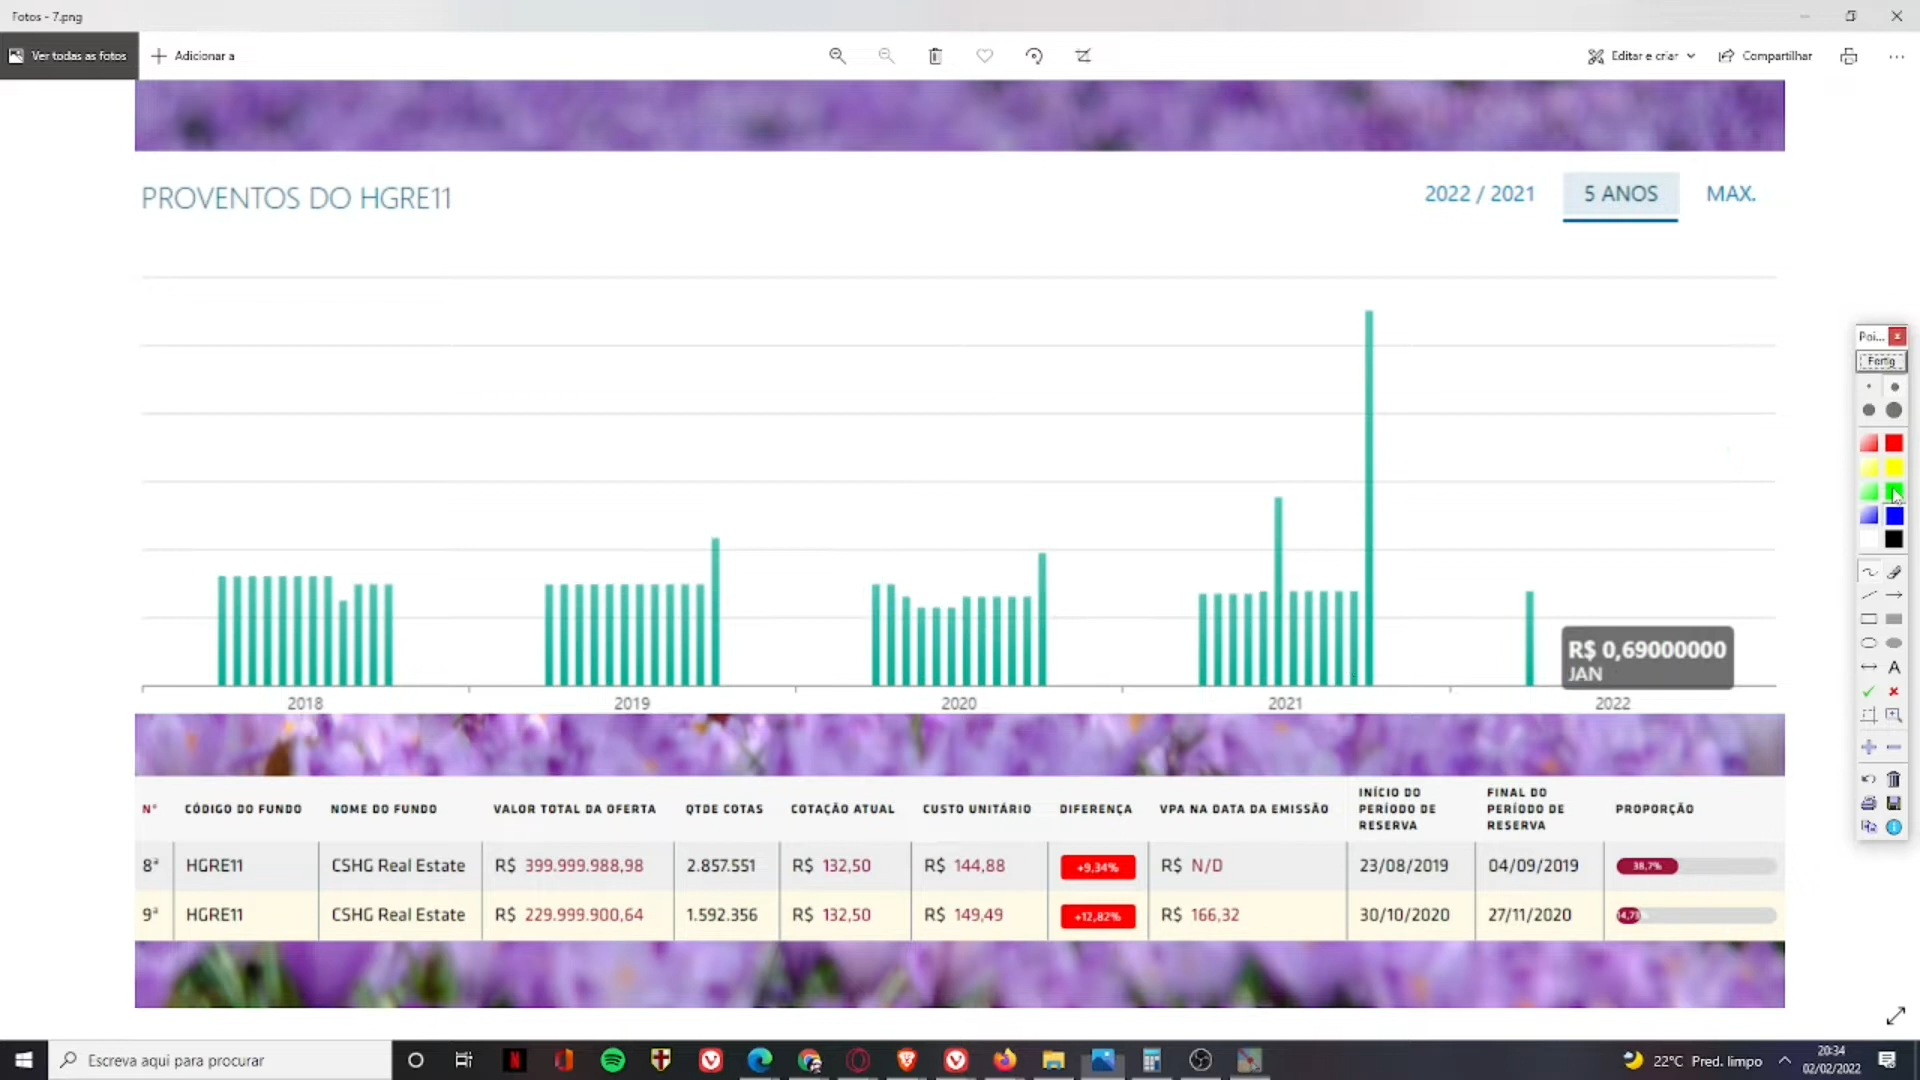 Fotos - 7.png
Ver todas as fotos
Adicionar a
Editar e criar
Compartilhar
PROVENTOS DO HGRE11
2022 / 2021
5 ANOS
MAX.
Poi...
Fertig
A
R$ 0,69000000
JAN
2018
2019
2020
2021
2022
N° CÓDIGO DO FUNDO NOME DO FUNDO VALOR TOTAL DA OFERTA QTDE COTAS COTAÇÃO ATUAL CUSTO UNITÁRIO DIFERENÇA VPA NA DATA DA EMISSÃO INÍCIO DO PERÍODO DE RESERVA FINAL DO PERÍODO DE RESERVA PROPORÇÃO
8ª HGRE11 CSHG Real Estate R$ 399.999.988,98 2.857.551 R$ 132,50 R$ 144,88 +9,34% R$ N/D 23/08/2019 04/09/2019 38,7%
9ª HGRE11 CSHG Real Estate R$ 229.999.900,64 1.592.356 R$ 132,50 R$ 149,49 +12,82% R$ 166,32 30/10/2020 27/11/2020
Escreva aqui para procurar
22°C Pred. limpo
20:34
02/02/2022